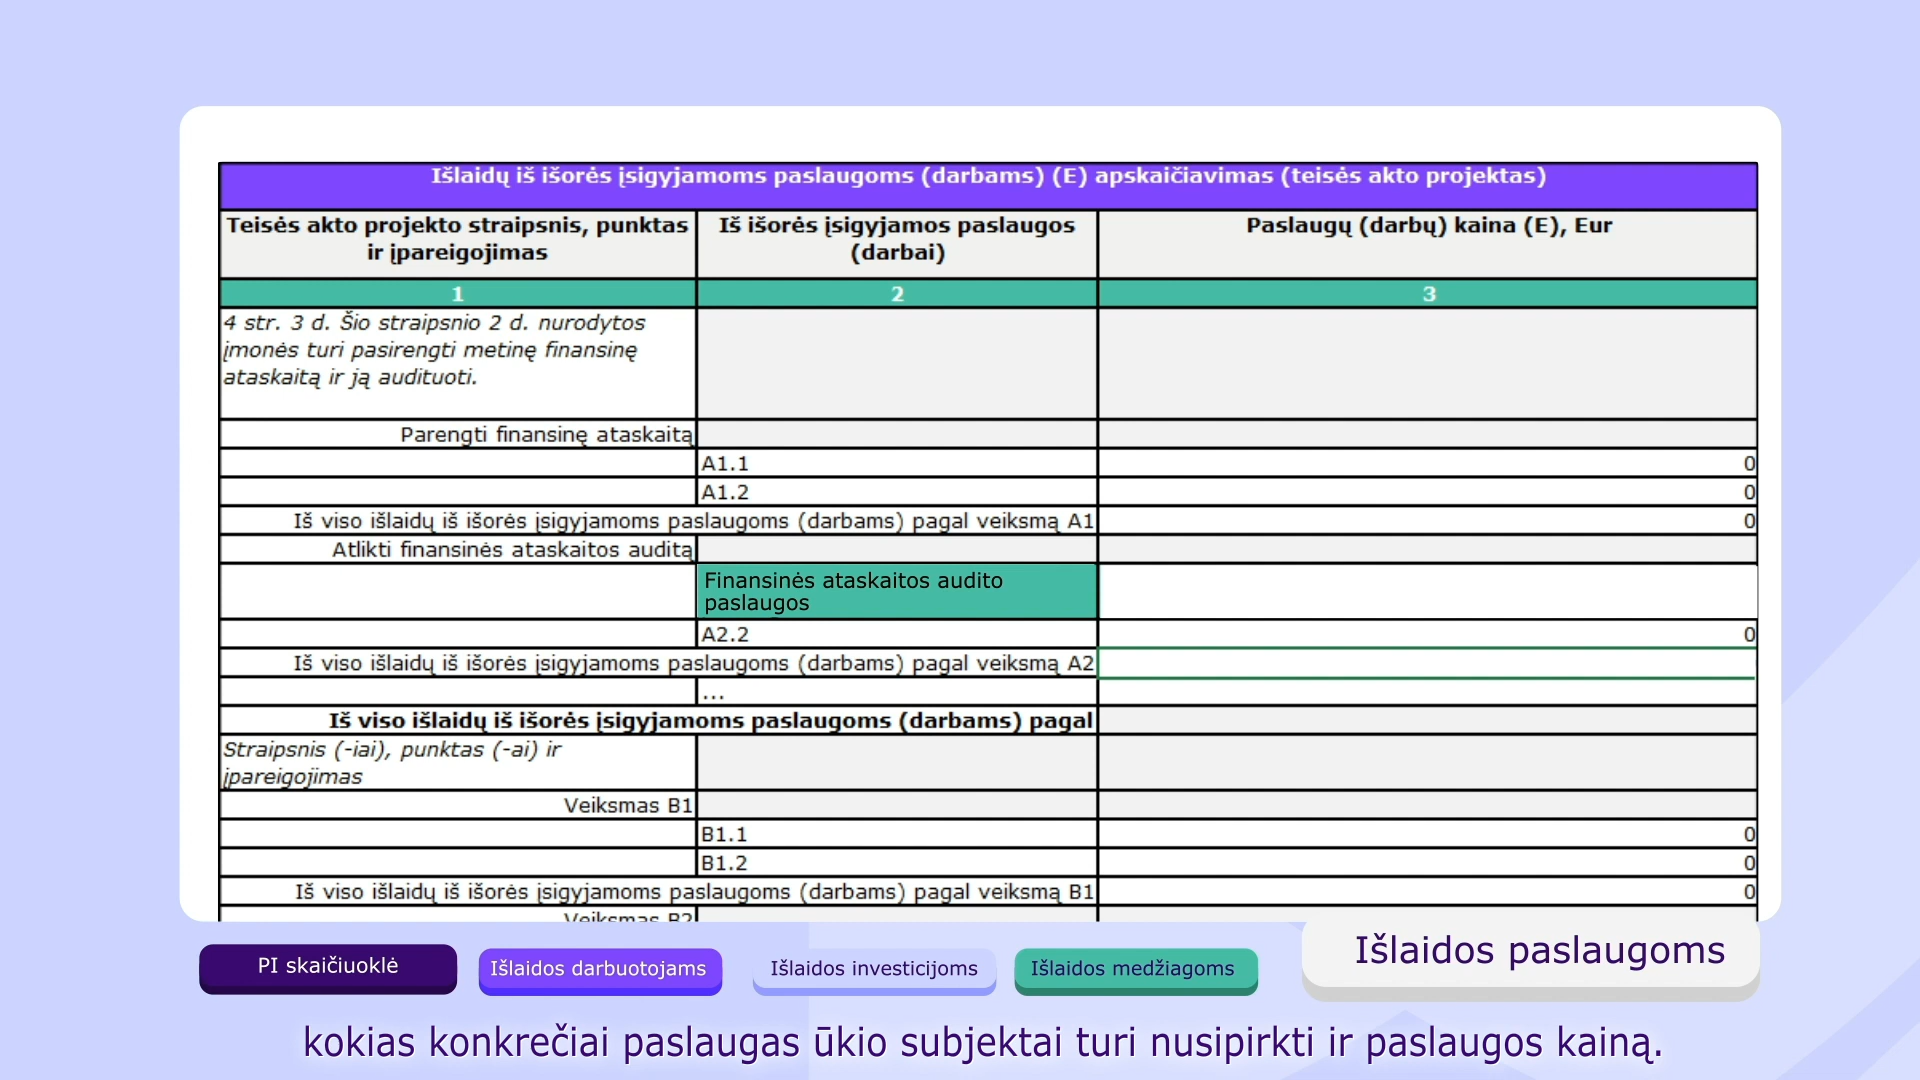 Išlaidų iš išorės įsigyjamoms paslaugoms (darbams) (E) apskaičiavimas (teisės akto projektas)
Teisės akto projekto straipsnis, punktas
ir įpareigojimas
Iš išorės įsigyjamos paslaugos
(darbai)
Paslaugų (darbų) kaina (E), Eur
1
2
3
4 str. 3 d. Šio straipsnio 2 d. nurodytos
įmonės turi pasirengti metinę finansinę
ataskaitą ir ją audituoti.
Parengti finansinę ataskaitą
A1.1
0
A1.2
0
Iš viso išlaidų iš išorės įsigyjamoms paslaugoms (darbams) pagal veiksmą A1
0
Atlikti finansinės ataskaitos auditą
Finansinės ataskaitos audito
paslaugos
A2.2
0
Iš viso išlaidų iš išorės įsigyjamoms paslaugoms (darbams) pagal veiksmą A2
...
Iš viso išlaidų iš išorės įsigyjamoms paslaugoms (darbams) pagal
Straipsnis (-iai), punktas (-ai) ir
įpareigojimas
Veiksmas B1
B1.1
0
B1.2
0
Iš viso išlaidų iš išorės įsigyjamoms paslaugoms (darbams) pagal veiksmą B1
0
Veiksmas B2
PI skaičiuoklė
Išlaidos darbuotojams
Išlaidos investicijoms
Išlaidos medžiagoms
Išlaidos paslaugoms
kokias konkrečiai paslaugas ūkio subjektai turi nusipirkti ir paslaugos kainą.